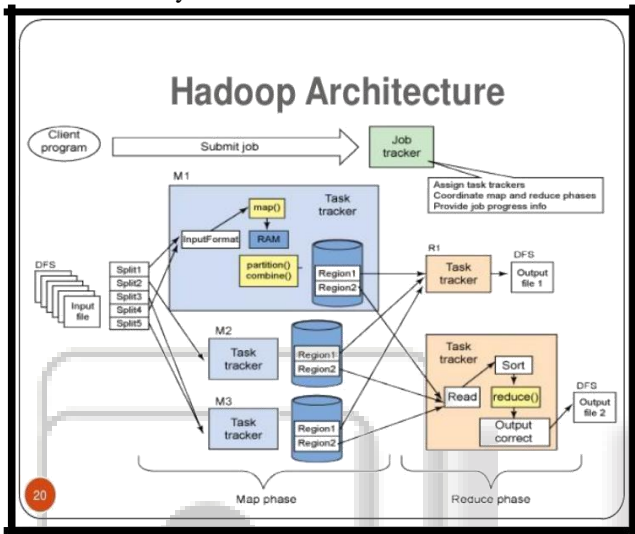 Hadoop Architecture
Client
program
Submit job
Job
tracker
Assign task trackers
Coordinate map and reduce phases
Provide job progress info
M1
Task
tracker
map()
InputFormat
RAM
partition()
combine()
Region1
Region2
DFS
Input
file
Split1
Split2
Split3
Split4
Split5
M2
Task
tracker
Region1
Region2
M3
Task
tracker
Region1
Region2
R1
Task
tracker
DFS
Output
file 1
Task
tracker
Sort
Read
reduce()
Output
correct
DFS
Output
file 2
Map phase
Reduce phase
20